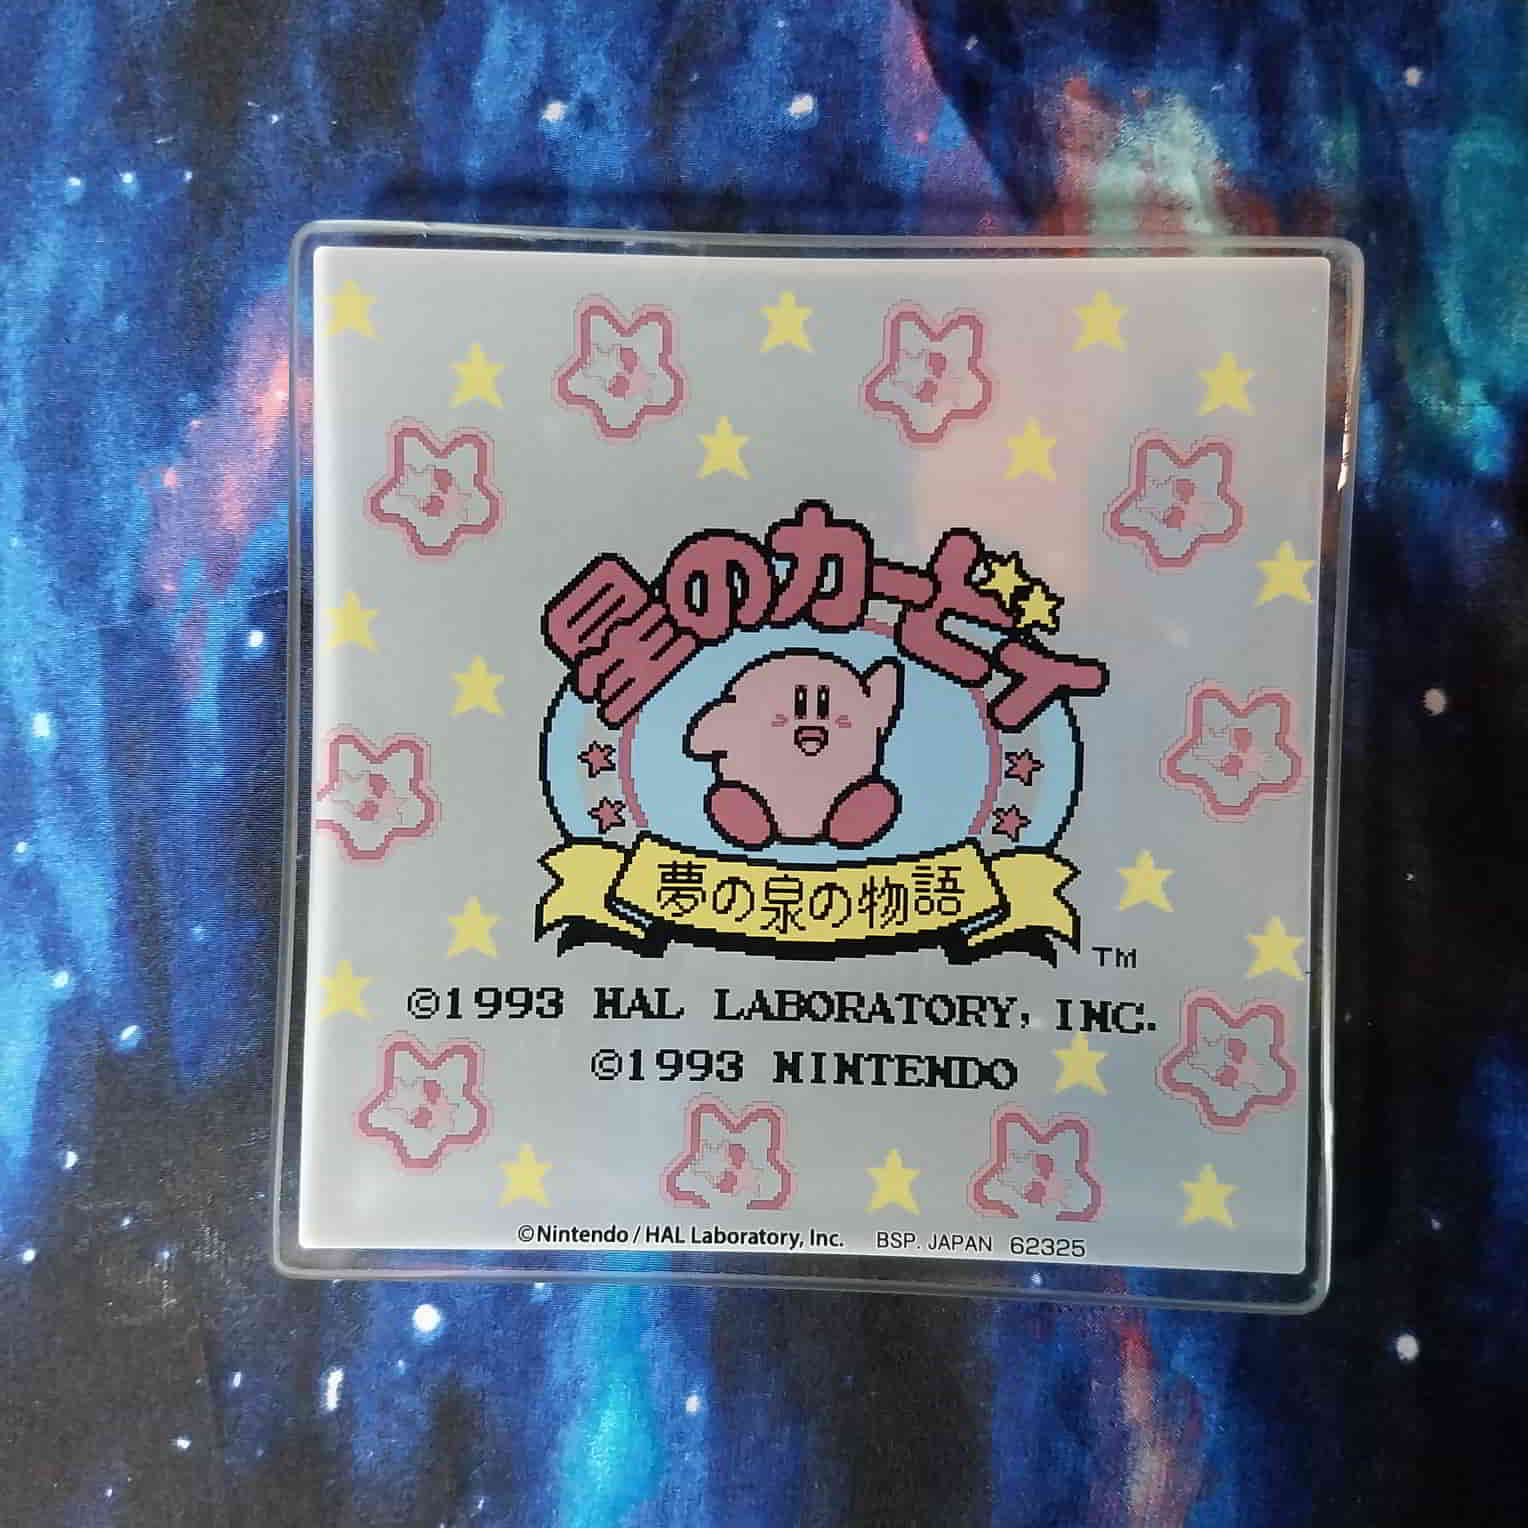 星のカービィ
夢の泉の物語
TM
©1993 HAL LABORATORY, INC.
©1993 NINTENDO
©Nintendo / HAL Laboratory, Inc. BSP. JAPAN 62325